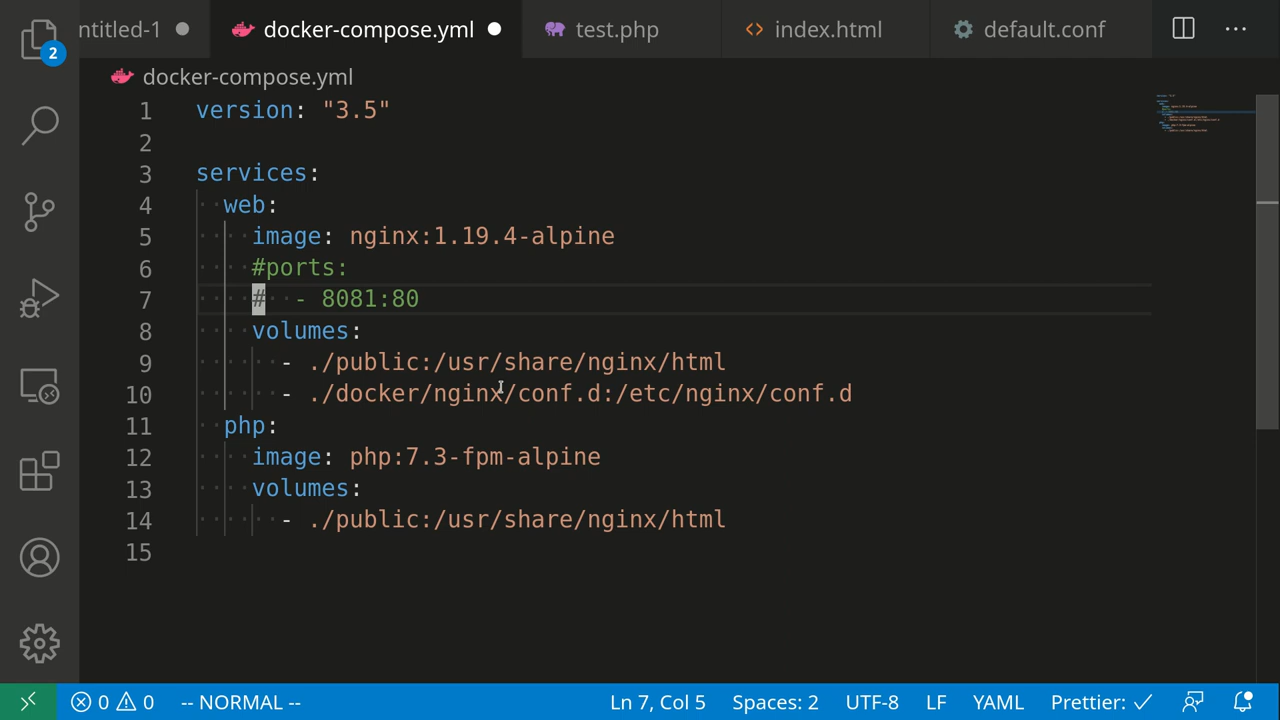 ntitled-1
docker-compose.yml
test.php
index.html
default.conf
2
docker-compose.yml
1 version: "3.5"
2
3 services:
4 web:
5 image: nginx:1.19.4-alpine
6 #ports:
7 # - 8081:80
8 volumes:
9 - ./public:/usr/share/nginx/html
10 - ./docker/nginx/conf.d:/etc/nginx/conf.d
11 php:
12 image: php:7.3-fpm-alpine
13 volumes:
14 - ./public:/usr/share/nginx/html
15
0 0 -- NORMAL -- Ln 7, Col 5 Spaces: 2 UTF-8 LF YAML Prettier: ✓